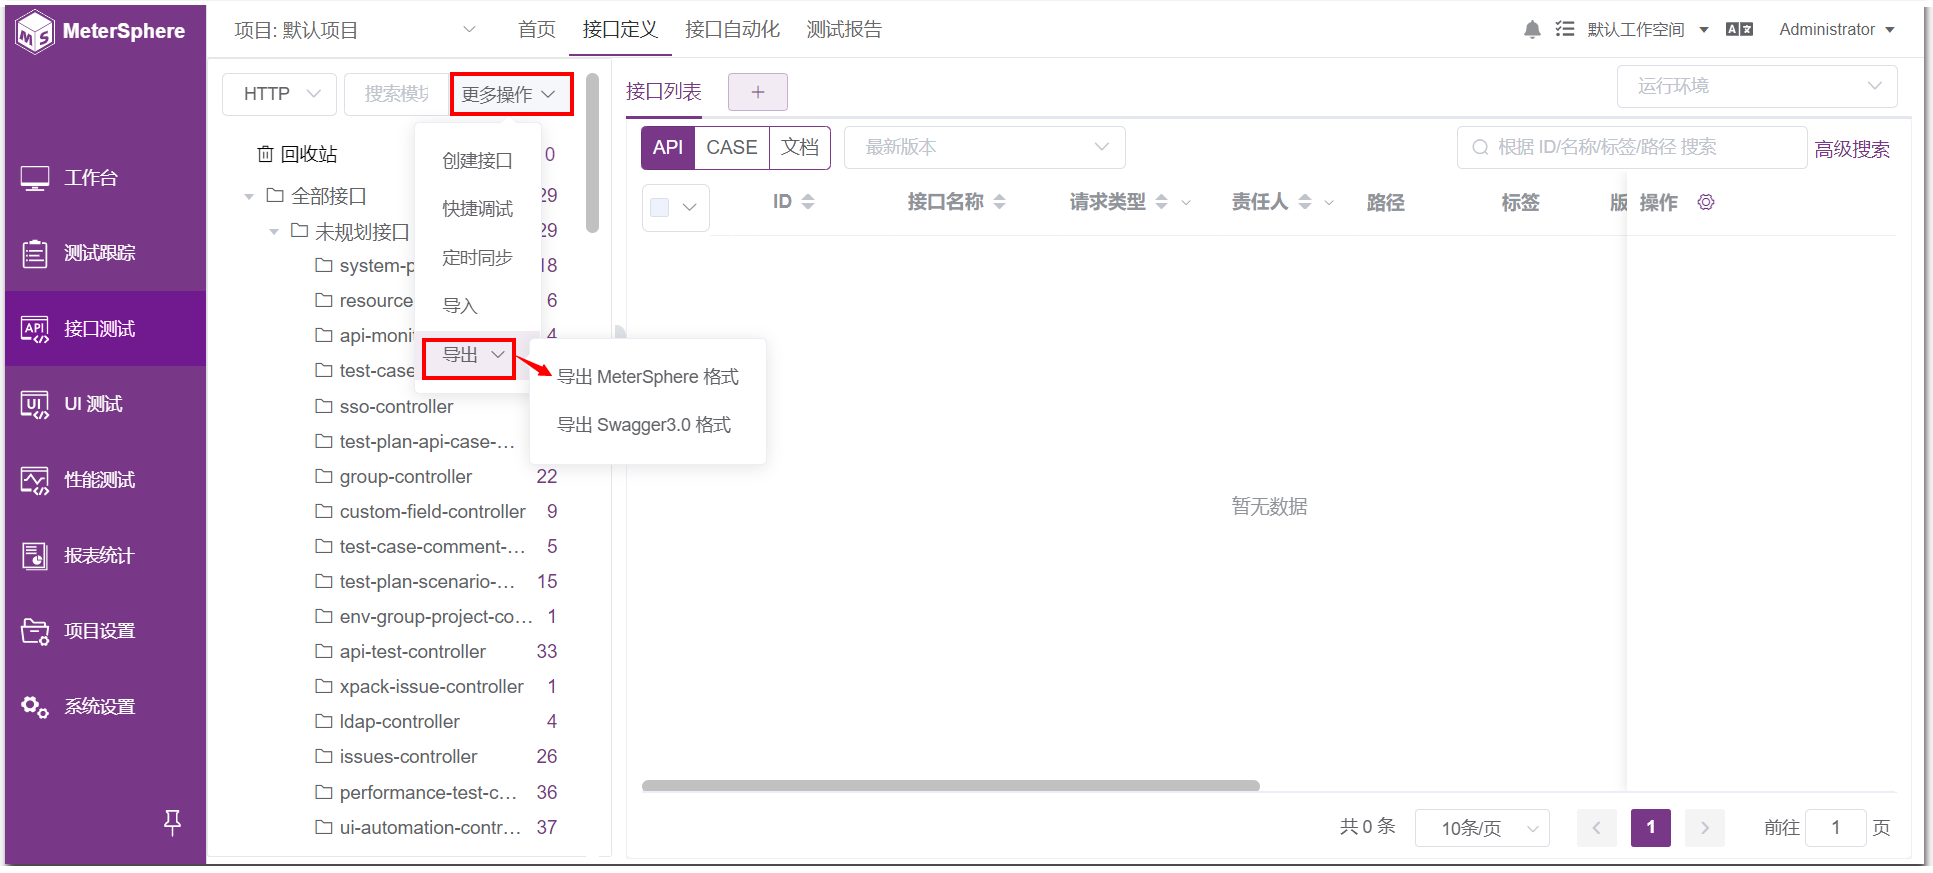 MeterSphere
项目: 默认项目
首页
接口定义
接口自动化
测试报告
默认工作空间
Administrator
工作台
测试跟踪
API
接口测试
UI
UI 测试
性能测试
报表统计
项目设置
系统设置
HTTP
搜索模块
更多操作
回收站 0
全部接口 29
未规划接口 29
system-p 18
resource 6
api-monit 4
test-case
sso-controller
test-plan-api-case-…
group-controller 22
custom-field-controller 9
test-case-comment-… 5
test-plan-scenario-… 15
env-group-project-co… 1
api-test-controller 33
xpack-issue-controller 1
ldap-controller 4
issues-controller 26
performance-test-c… 36
ui-automation-contr… 37
创建接口
快捷调试
定时同步
导入
导出
导出 MeterSphere 格式
导出 Swagger3.0 格式
接口列表
+
运行环境
API CASE 文档
最新版本
根据 ID/名称/标签/路径 搜索
高级搜索
ID 接口名称 请求类型 责任人 路径 标签 版 操作
暂无数据
共 0 条
10条/页
1
前往 1 页